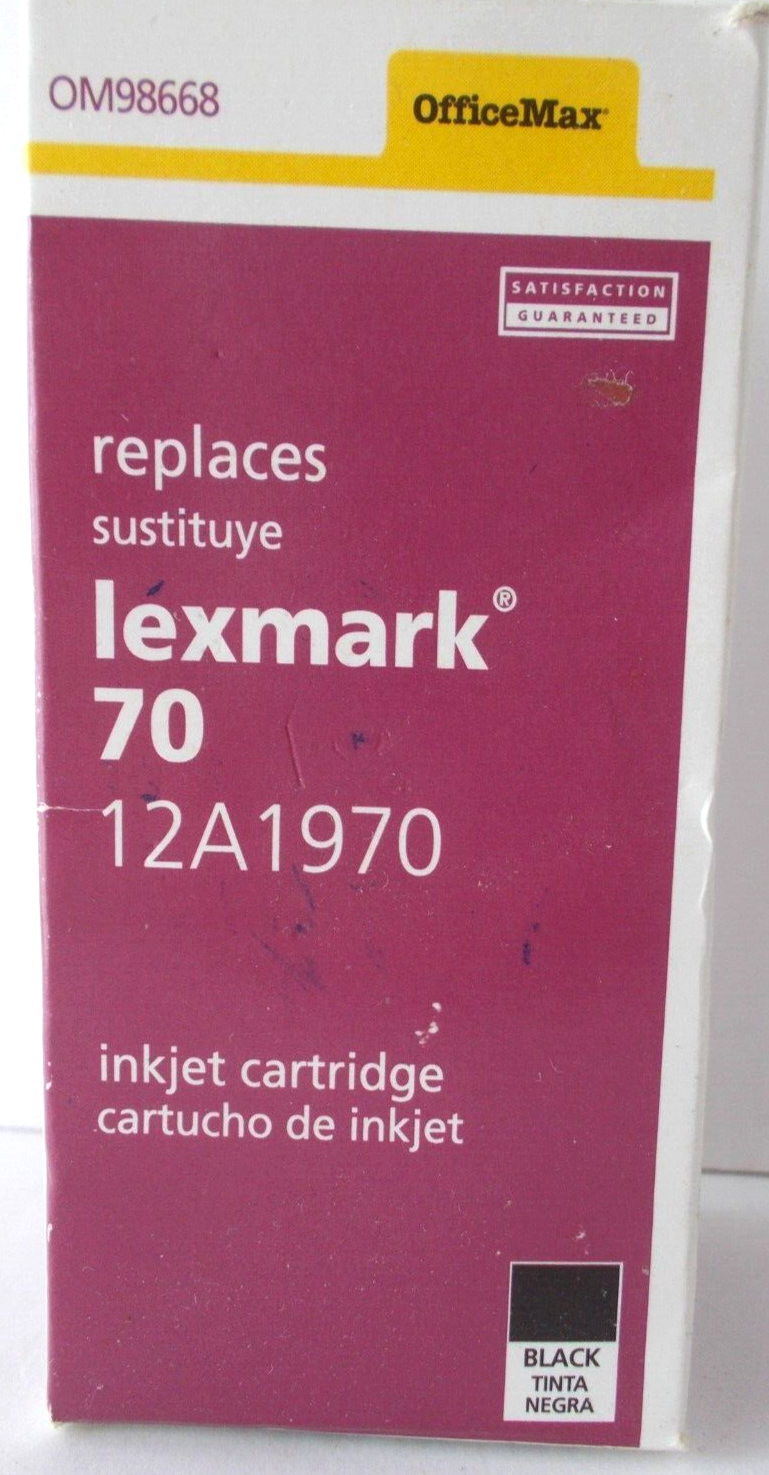 OM98668
OfficeMax
SATISFACTION
GUARANTEED
replaces
sustituye
lexmark®
70
12A1970
inkjet cartridge
cartucho de inkjet
BLACK
TINTA
NEGRA